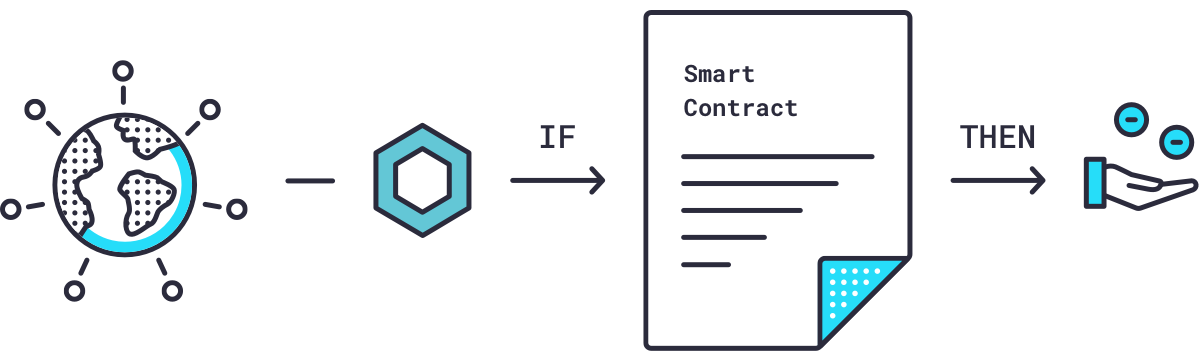 IF
Smart
Contract
THEN